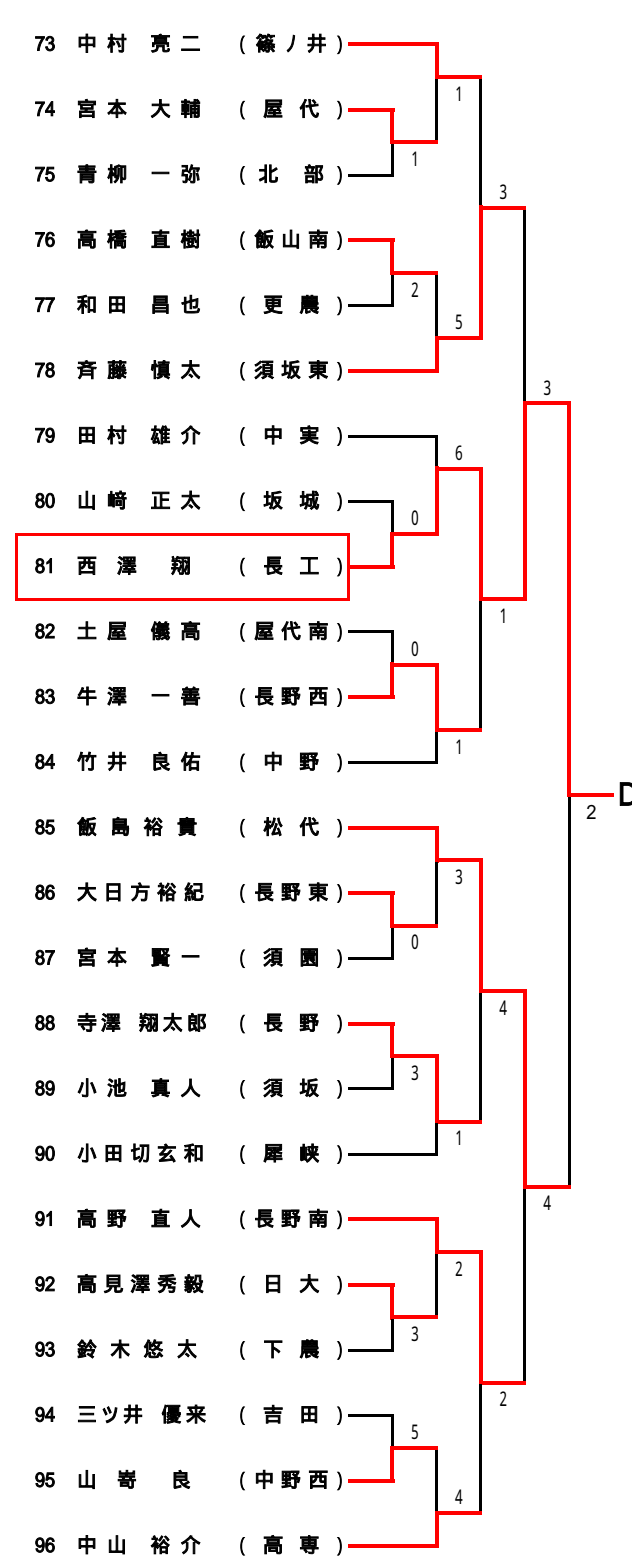 73 中村 亮二 (篠ノ井)
1
74 宮本 大輔 (屋代)
1
75 青柳 一弥 (北 部)
3
76 高橋 直樹 (飯山南)
2
77 和田 昌也 (更農)
5
78 斉藤 慎太 (須坂東)
3
79 田村 雄介 (中実)
6
80 山﨑 正太 (坂城)
0
81 西澤 翔 (長工)
1
82 土屋 儀高 (屋代南)
0
83 牛澤 一善 (長野西)
1
84 竹井 良佑 (中野)
D
2
85 飯島裕貴 (松代)
3
86 大日方裕紀 (長野東)
0
87 宮本 賢一 (須園)
4
88 寺澤 翔太郎 (長野)
3
89 小池 真人 (須坂)
1
90 小田切玄和 (犀峡)
4
91 高野 直人 (長野南)
2
92 高見澤秀毅 (日大)
3
93 鈴木悠太 (下農)
2
94 三ツ井 優来 (吉田)
5
95 山嵜 良 (中野西)
4
96 中山 裕介 (高専)